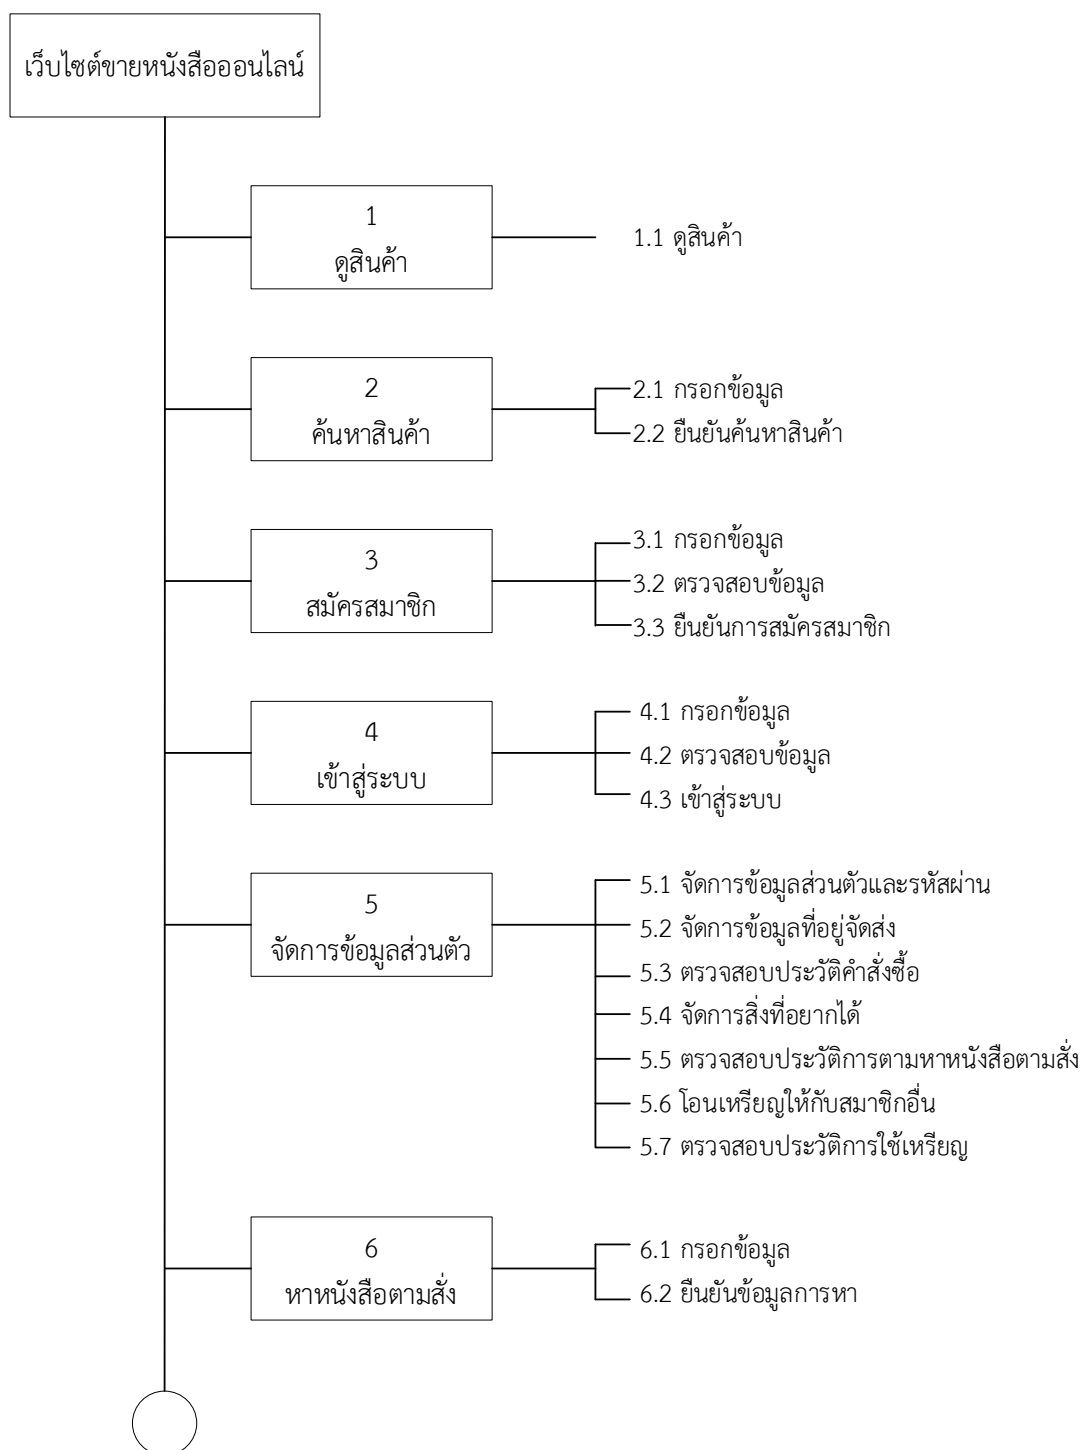 เว็บไซต์ขายหนังสือออนไลน์
1
ดูสินค้า
1.1 ดูสินค้า
2
ค้นหาสินค้า
2.1 กรอกข้อมูล
2.2 ยืนยันค้นหาสินค้า
3
สมัครสมาชิก
3.1 กรอกข้อมูล
3.2 ตรวจสอบข้อมูล
3.3 ยืนยันการสมัครสมาชิก
4
เข้าสู่ระบบ
4.1 กรอกข้อมูล
4.2 ตรวจสอบข้อมูล
4.3 เข้าสู่ระบบ
5
จัดการข้อมูลส่วนตัว
5.1 จัดการข้อมูลส่วนตัวและรหัสผ่าน
5.2 จัดการข้อมูลที่อยู่จัดส่ง
5.3 ตรวจสอบประวัติคำสั่งซื้อ
5.4 จัดการสิ่งที่อยากได้
5.5 ตรวจสอบประวัติการตามหาหนังสือตามสั่ง
5.6 โอนเหรียญให้กับสมาชิกอื่น
5.7 ตรวจสอบประวัติการใช้เหรียญ
6
หาหนังสือตามสั่ง
6.1 กรอกข้อมูล
6.2 ยืนยันข้อมูลการหา